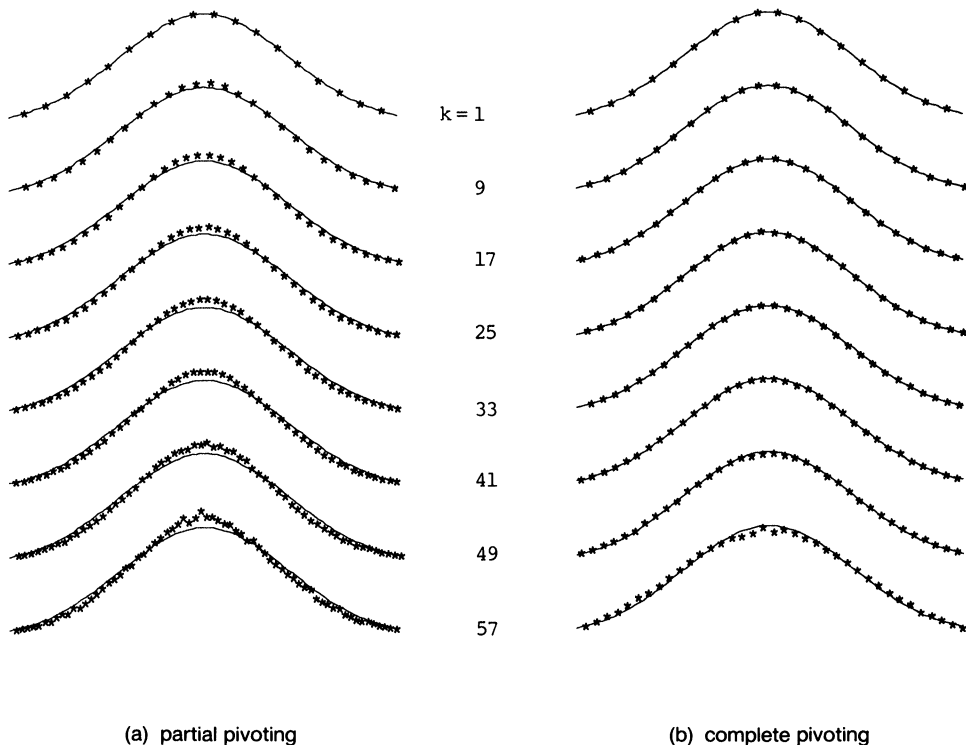 k = 1
9
17
25
33
41
49
57
(a) partial pivoting
(b) complete pivoting